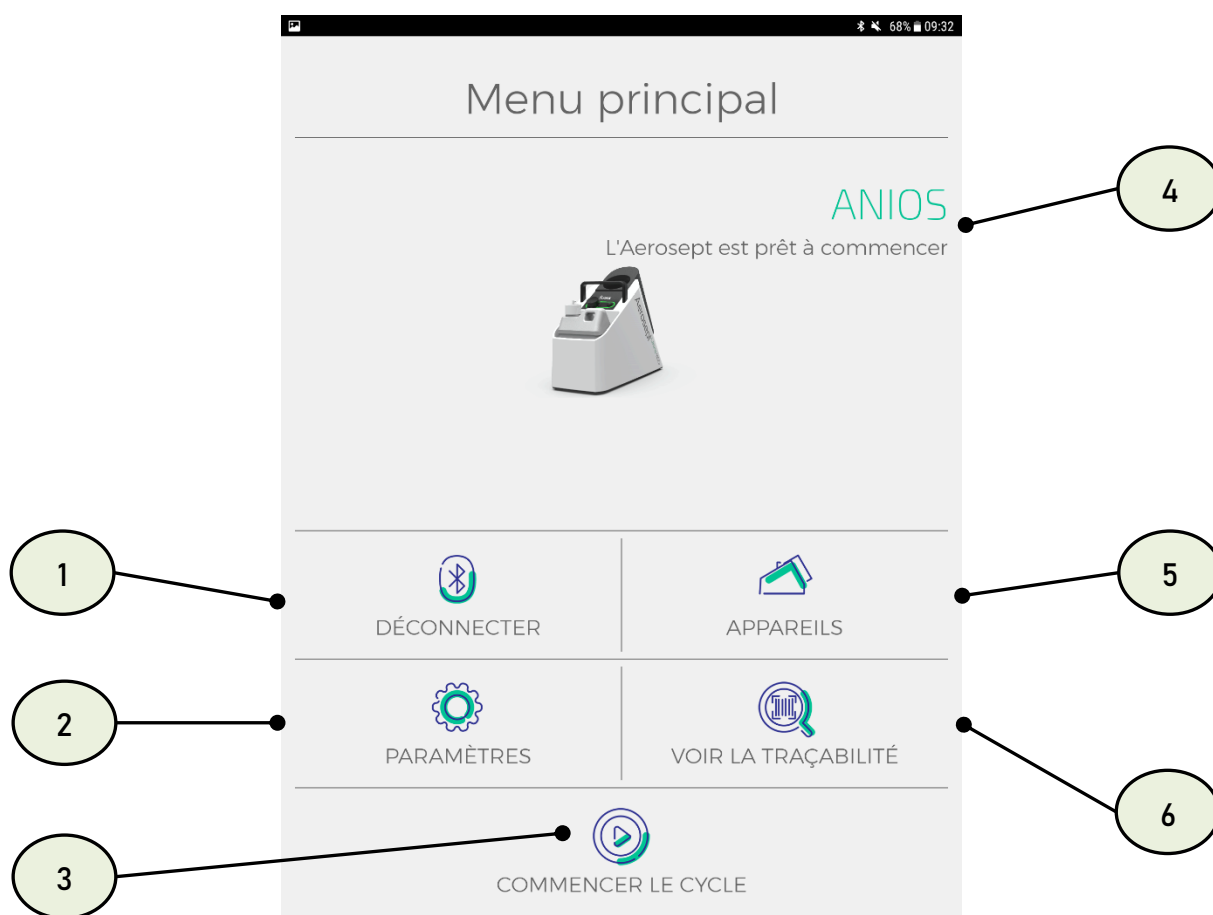 68% 09:32
Menu principal
ANIOS
4
L'Aerosept est prêt à commencer
Aerosept
1
5
DÉCONNECTER
APPAREILS
2
PARAMÈTRES
VOIR LA TRAÇABILITÉ
6
3
COMMENCER LE CYCLE